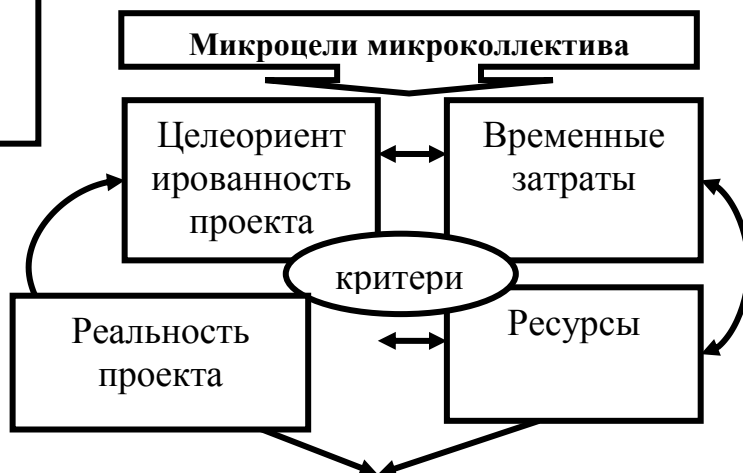 Микроцели микроколлектива
Целеориент
ированность
проекта
Временные
затраты
критери
Реальность
проекта
Ресурсы